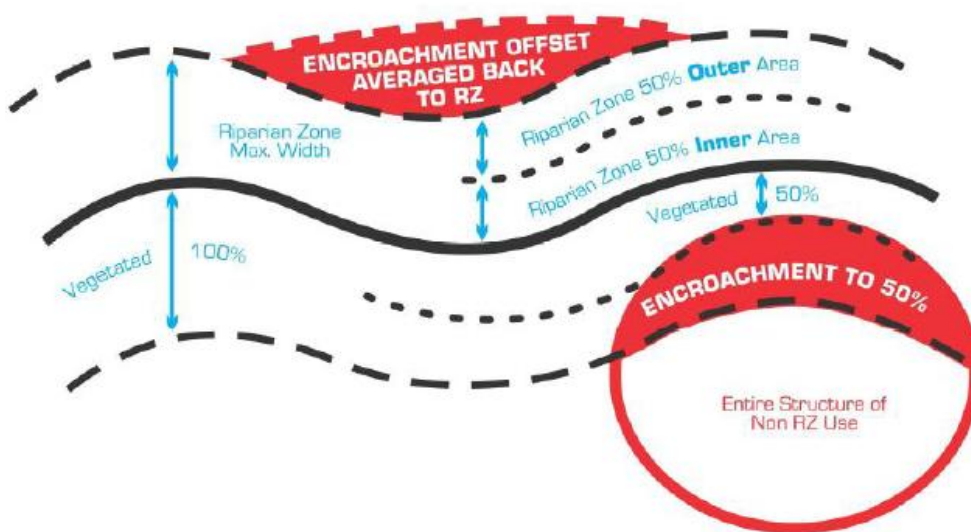 ENCROACHMENT OFFSET
AVERAGED BACK
TO RZ
Riparian Zone
Max. Width
Riparian Zone 50% Outer Area
Riparian Zone 50% Inner Area
Vegetated 100%
Vegetated 50%
ENCROACHMENT TO 50%
Entire Structure of
Non RZ Use